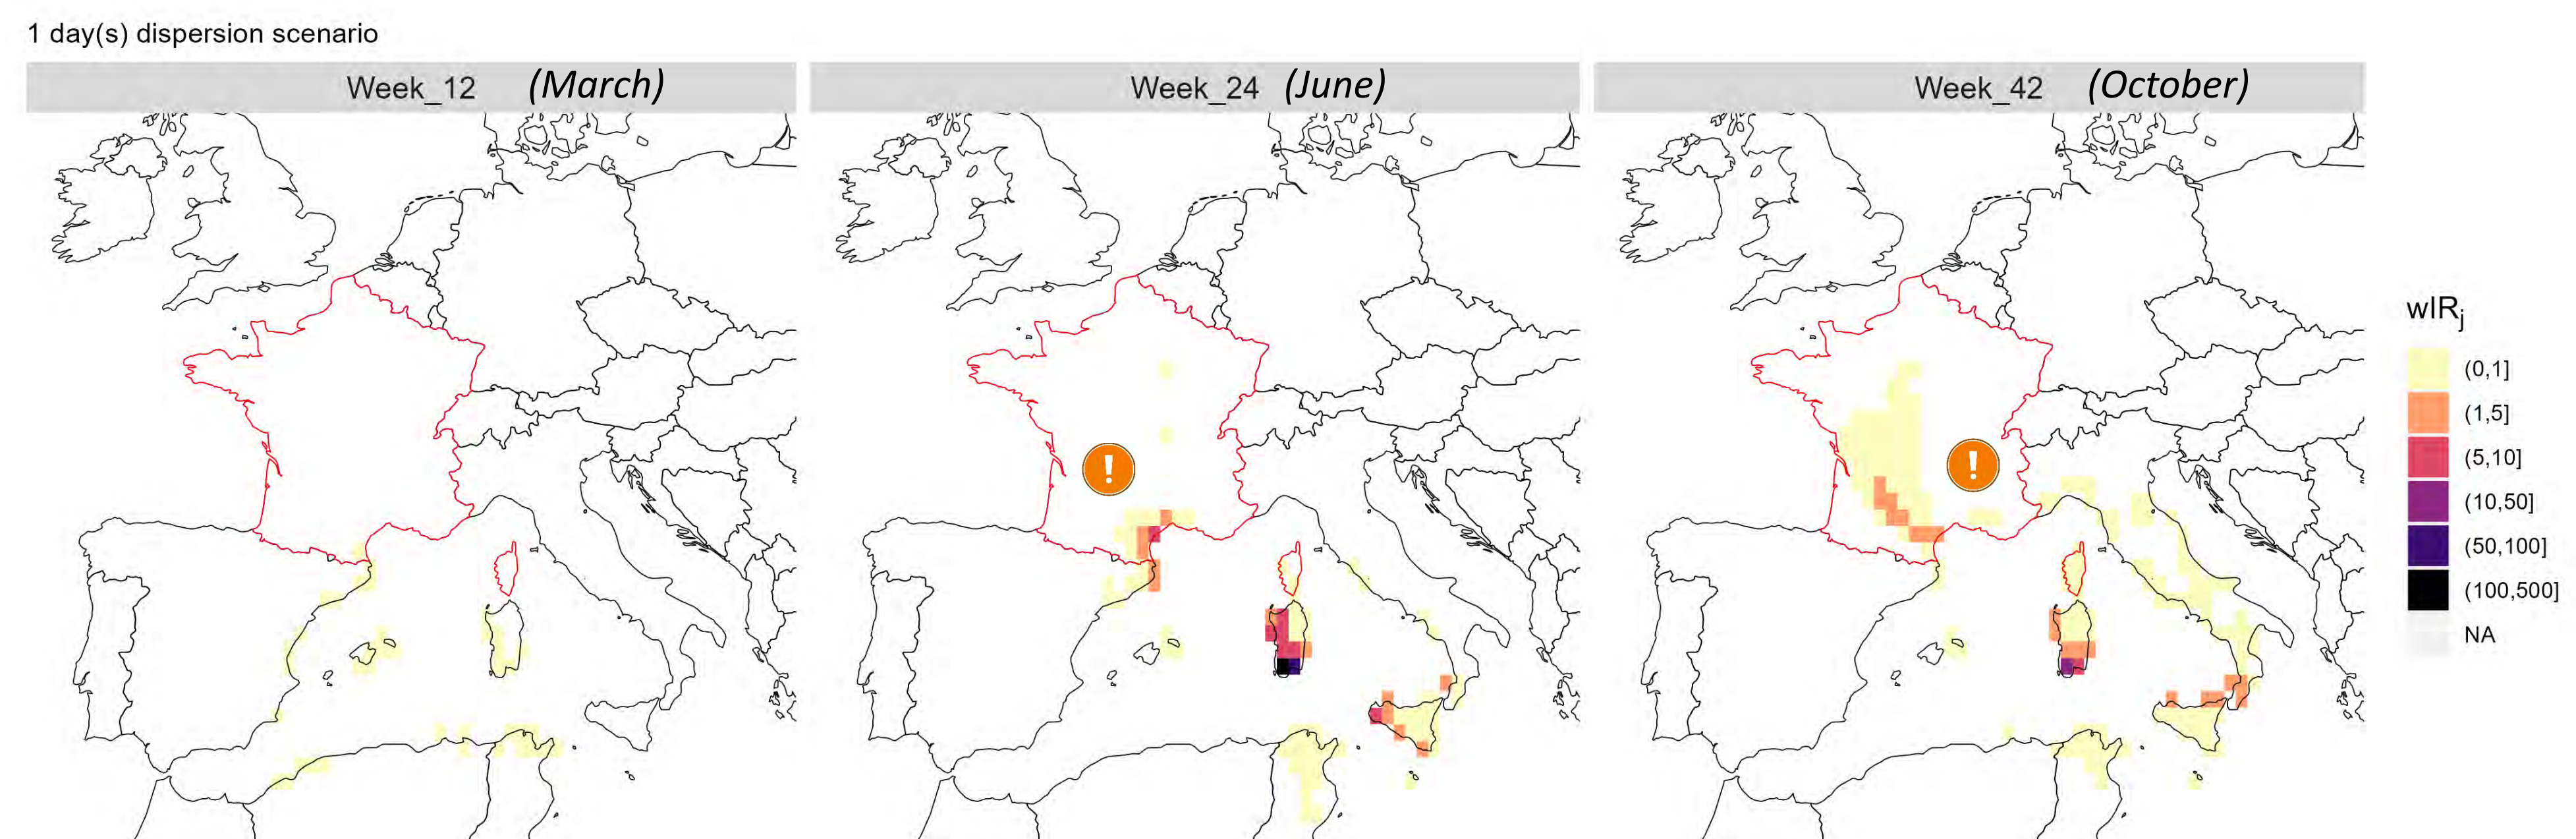 1 day(s) dispersion scenario
Week_12 (March)
Week_24 (June)
Week_42 (October)
!
!
wIRj
(0,1]
(1,5]
(5,10]
(10,50]
(50,100]
(100,500]
NA